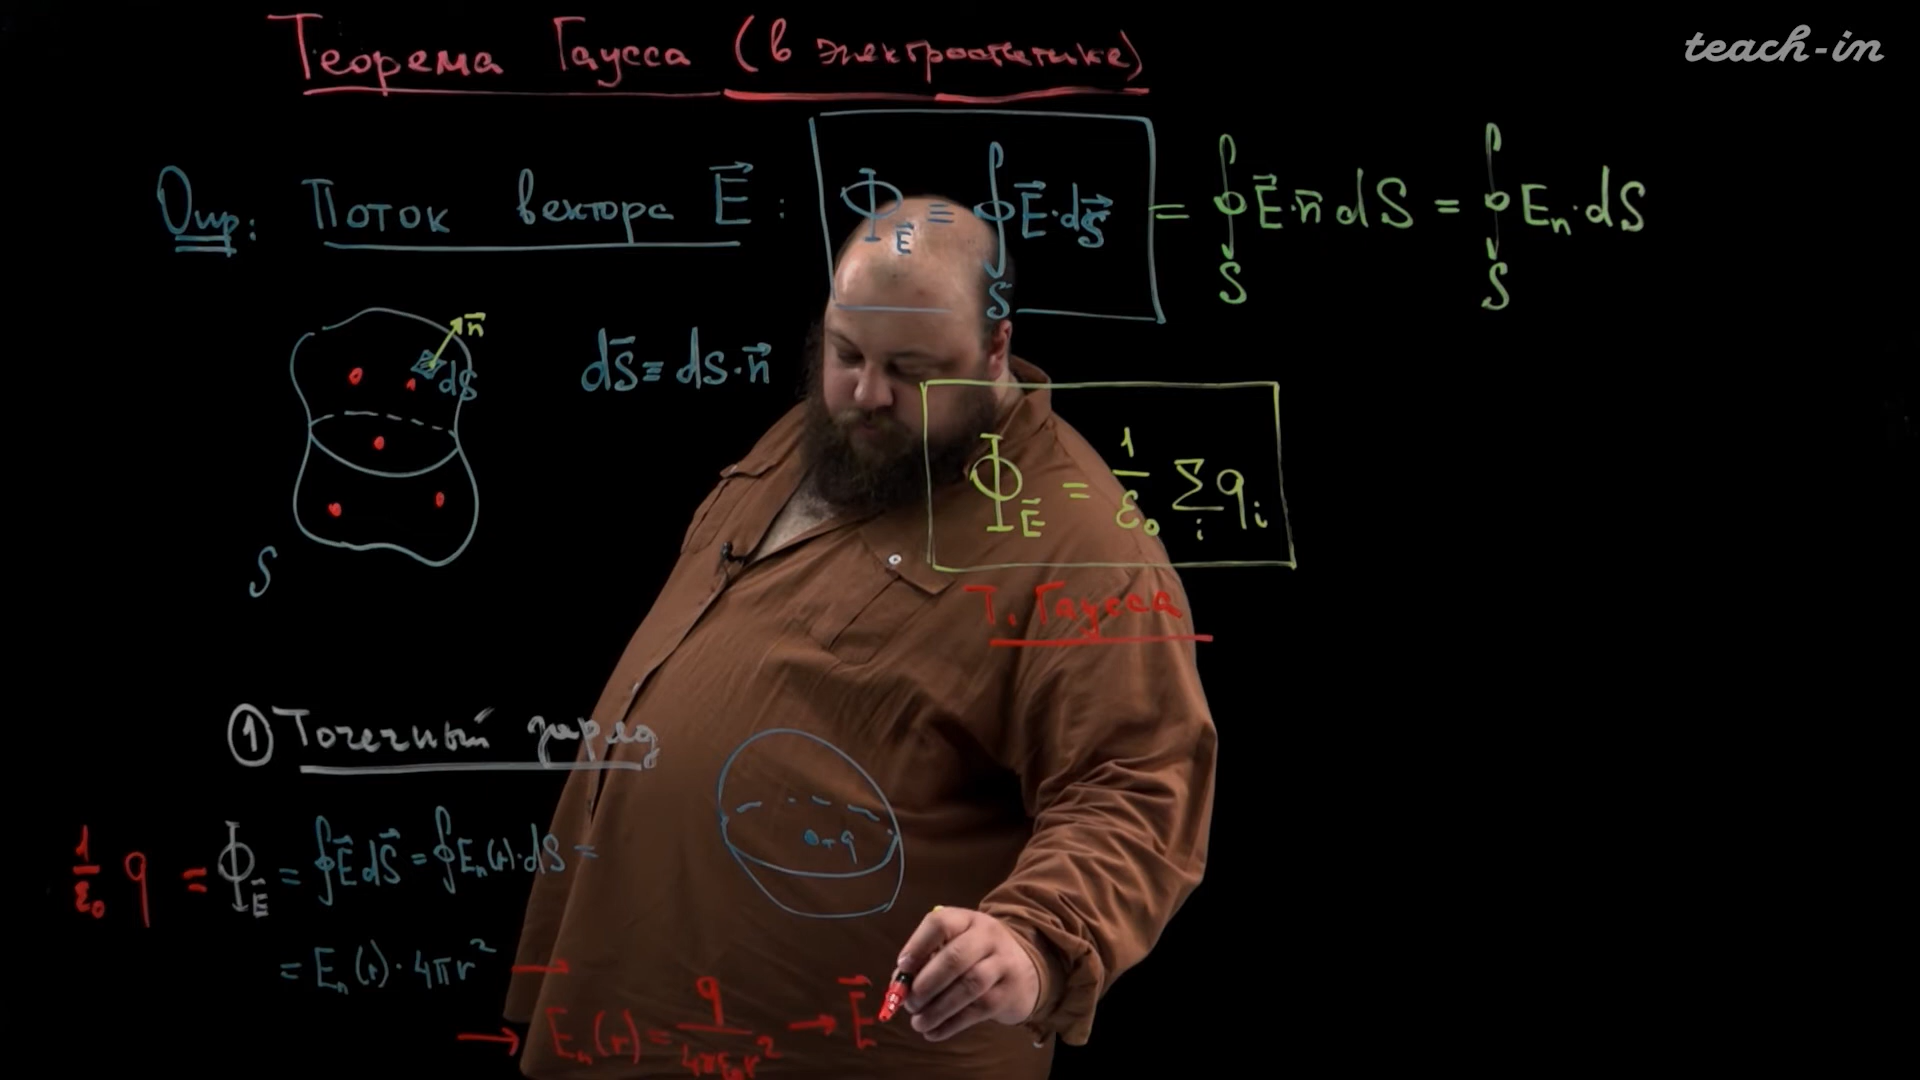 teach-in
Теорема Гаусса (в электростатике)
Опр: Поток вектора E⃗ : Φ_E⃗ ≡ ∮_S E⃗·dS⃗ = ∮_S E⃗·n⃗ dS = ∮_S E_n·dS
n⃗
dS
dS⃗ ≡ dS·n⃗
S
Φ_E⃗ = 1/ε₀ Σ_i q_i
Т. Гаусса
① Точечный заряд
+q
1/ε₀ q = Φ_E⃗ = ∮E⃗dS⃗ = ∮E_n(r)·dS =
= E_n(r)·4πr² →
→ E_n(r) = q/4πε₀r² → E⃗